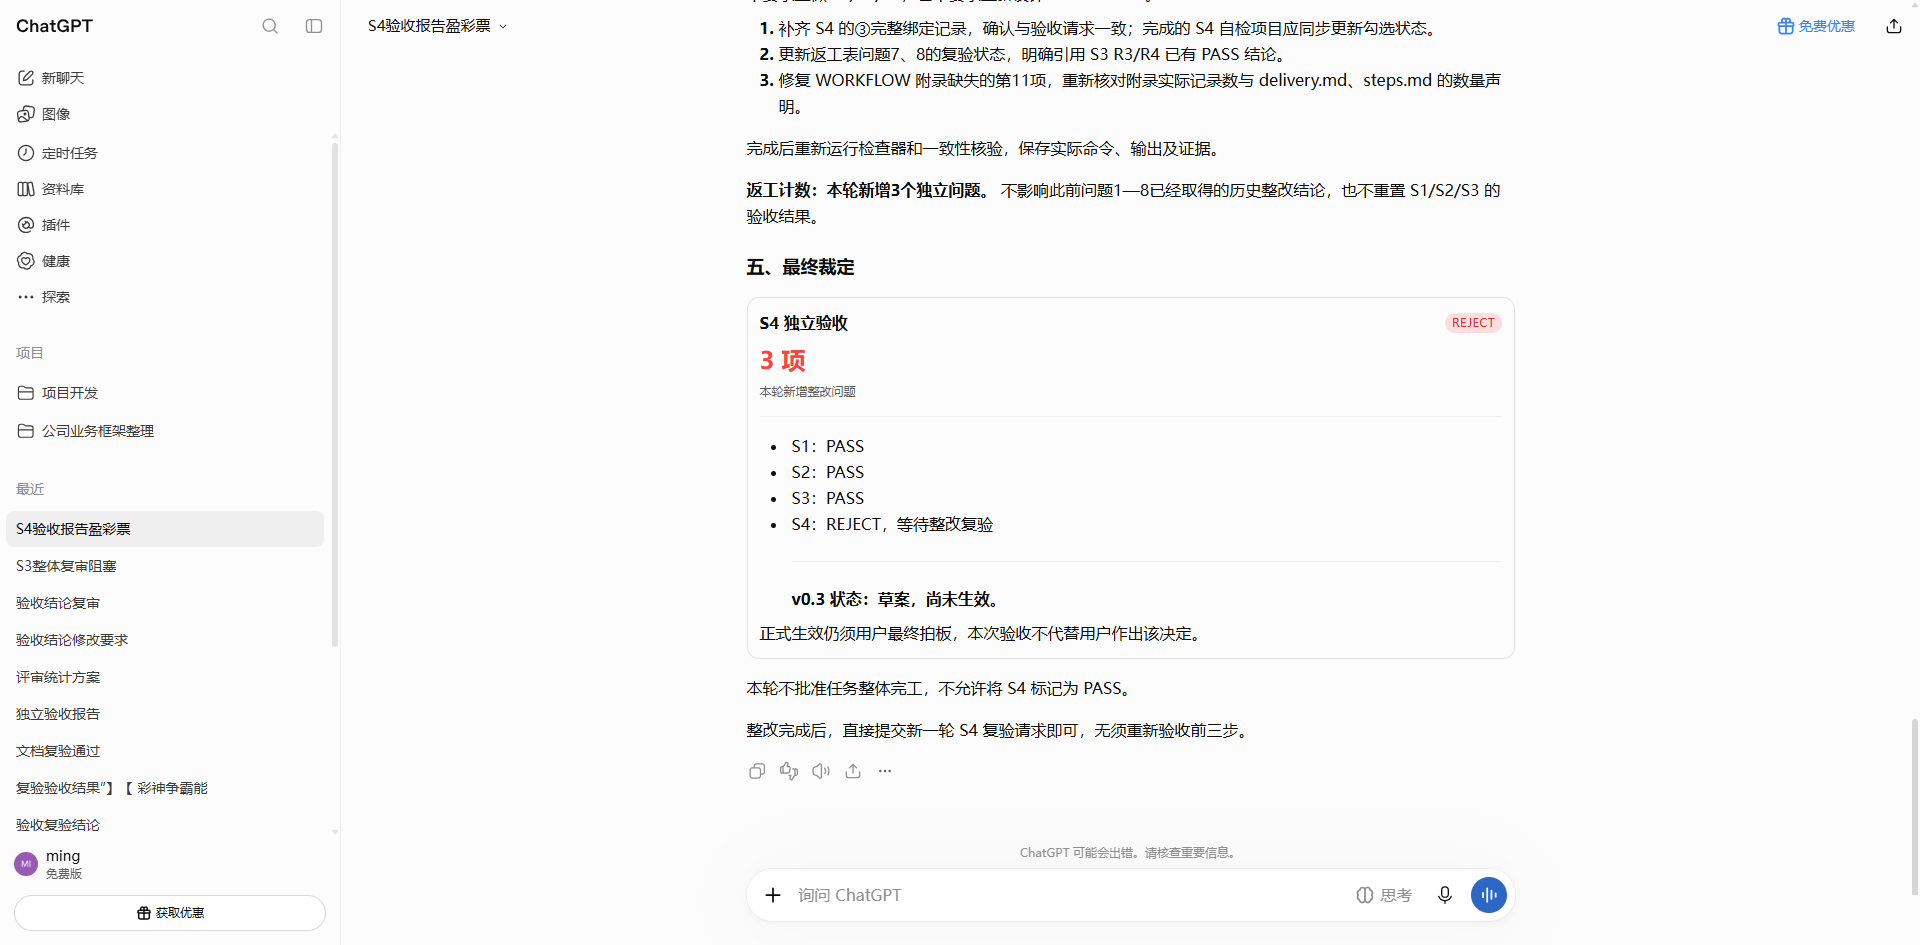 ChatGPT
新聊天
图像
定时任务
资料库
插件
健康
探索
项目
项目开发
公司业务框架整理
最近
S4验收报告盈彩票
S3整体复审阻塞
验收结论复审
验收结论修改要求
评审统计方案
独立验收报告
文档复验通过
复验验收结果"】【 彩神争霸能
验收复验结论
MI
ming
免费版
获取优惠
S4验收报告盈彩票
免费优惠
1. 补齐 S4 的③完整绑定记录，确认与验收请求一致；完成的 S4 自检项目应同步更新勾选状态。
2. 更新返工表问题7、8的复验状态，明确引用 S3 R3/R4 已有 PASS 结论。
3. 修复 WORKFLOW 附录缺失的第11项，重新核对附录实际记录数与 delivery.md、steps.md 的数量声
明。
完成后重新运行检查器和一致性核验，保存实际命令、输出及证据。
返工计数：本轮新增3个独立问题。 不影响此前问题1—8已经取得的历史整改结论，也不重置 S1/S2/S3 的
验收结果。
五、最终裁定
S4 独立验收
REJECT
3 项
本轮新增整改问题
• S1：PASS
• S2：PASS
• S3：PASS
• S4：REJECT，等待整改复验
v0.3 状态：草案，尚未生效。
正式生效仍须用户最终拍板，本次验收不代替用户作出该决定。
本轮不批准任务整体完工，不允许将 S4 标记为 PASS。
整改完成后，直接提交新一轮 S4 复验请求即可，无须重新验收前三步。
ChatGPT 可能会出错。请核查重要信息。
询问 ChatGPT
思考